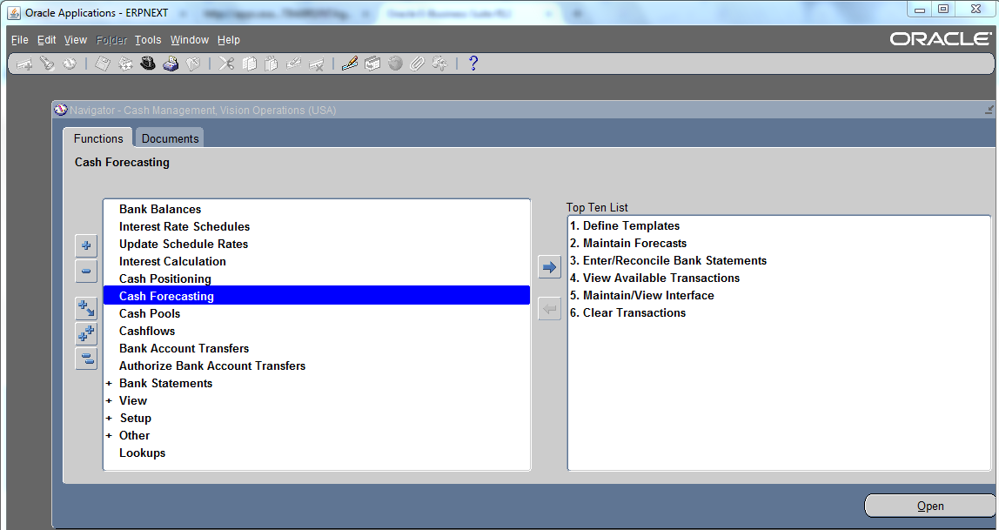 Oracle Applications - ERPNEXT
File Edit View Folder Tools Window Help
ORACLE
Navigator - Cash Management, Vision Operations (USA)
Functions Documents
Cash Forecasting
Bank Balances
Interest Rate Schedules
Update Schedule Rates
Interest Calculation
Cash Positioning
Cash Forecasting
Cash Pools
Cashflows
Bank Account Transfers
Authorize Bank Account Transfers
+ Bank Statements
+ View
+ Setup
+ Other
Lookups
Top Ten List
1. Define Templates
2. Maintain Forecasts
3. Enter/Reconcile Bank Statements
4. View Available Transactions
5. Maintain/View Interface
6. Clear Transactions
Open